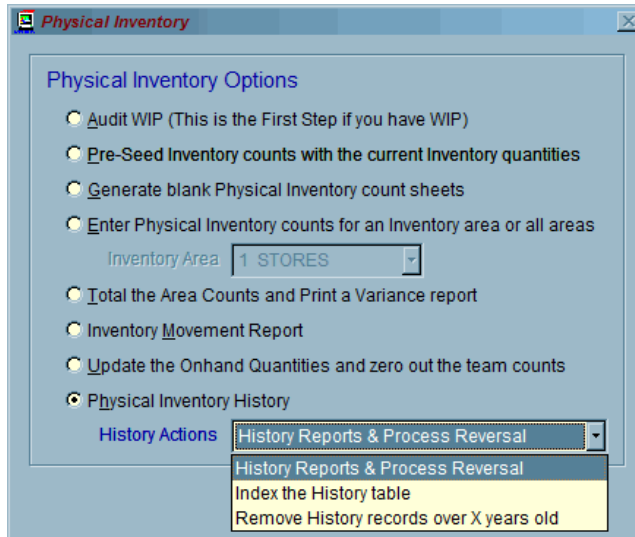 Physical Inventory
Physical Inventory Options
Audit WIP (This is the First Step if you have WIP)
Pre-Seed Inventory counts with the current Inventory quantities
Generate blank Physical Inventory count sheets
Enter Physical Inventory counts for an Inventory area or all areas
Inventory Area 1 STORES
Total the Area Counts and Print a Variance report
Inventory Movement Report
Update the Onhand Quantities and zero out the team counts
Physical Inventory History
History Actions History Reports & Process Reversal
History Reports & Process Reversal
Index the History table
Remove History records over X years old